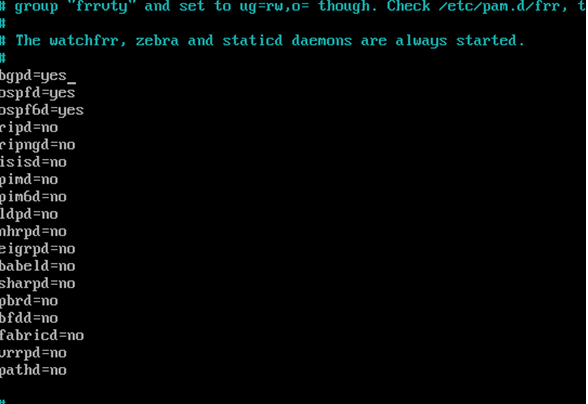 # group "frrvty" and set to ug=rw,o= though. Check /etc/pam.d/frr, t
#
# The watchfrr, zebra and staticd daemons are always started.
#
bgpd=yes_
ospfd=yes
ospf6d=yes
ripd=no
ripngd=no
isisd=no
pimd=no
pim6d=no
ldpd=no
nhrpd=no
eigrpd=no
babeld=no
sharpd=no
pbrd=no
bfdd=no
fabricd=no
vrrpd=no
pathd=no
#